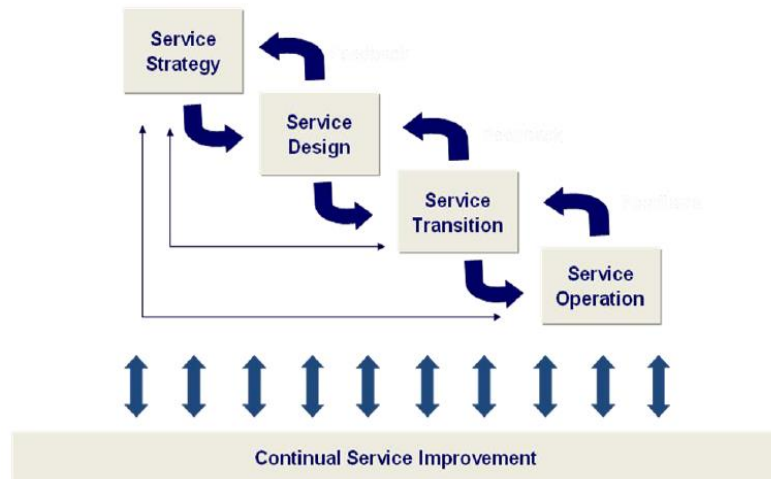 Service
Strategy
Service
Design
Service
Transition
Service
Operation
Continual Service Improvement